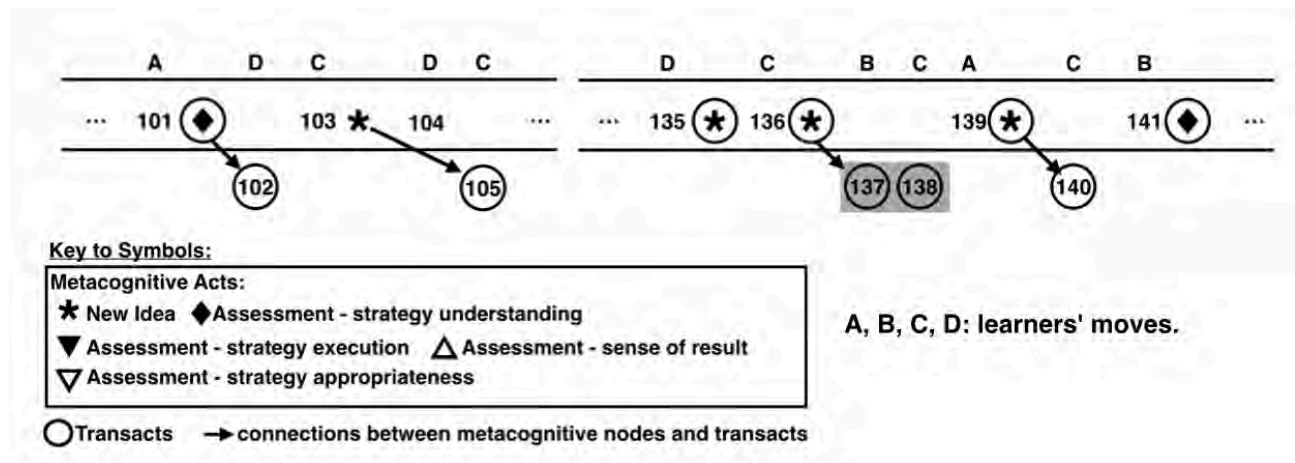 A D C D C D C B C A C B
··· 101 103 104 ···· ··· 135 136 139 141 ···
102 105 137 138 140
Key to Symbols:
Metacognitive Acts:
New Idea Assessment - strategy understanding
Assessment - strategy execution Assessment - sense of result
Assessment - strategy appropriateness
A, B, C, D: learners' moves.
Transacts connections between metacognitive nodes and transacts